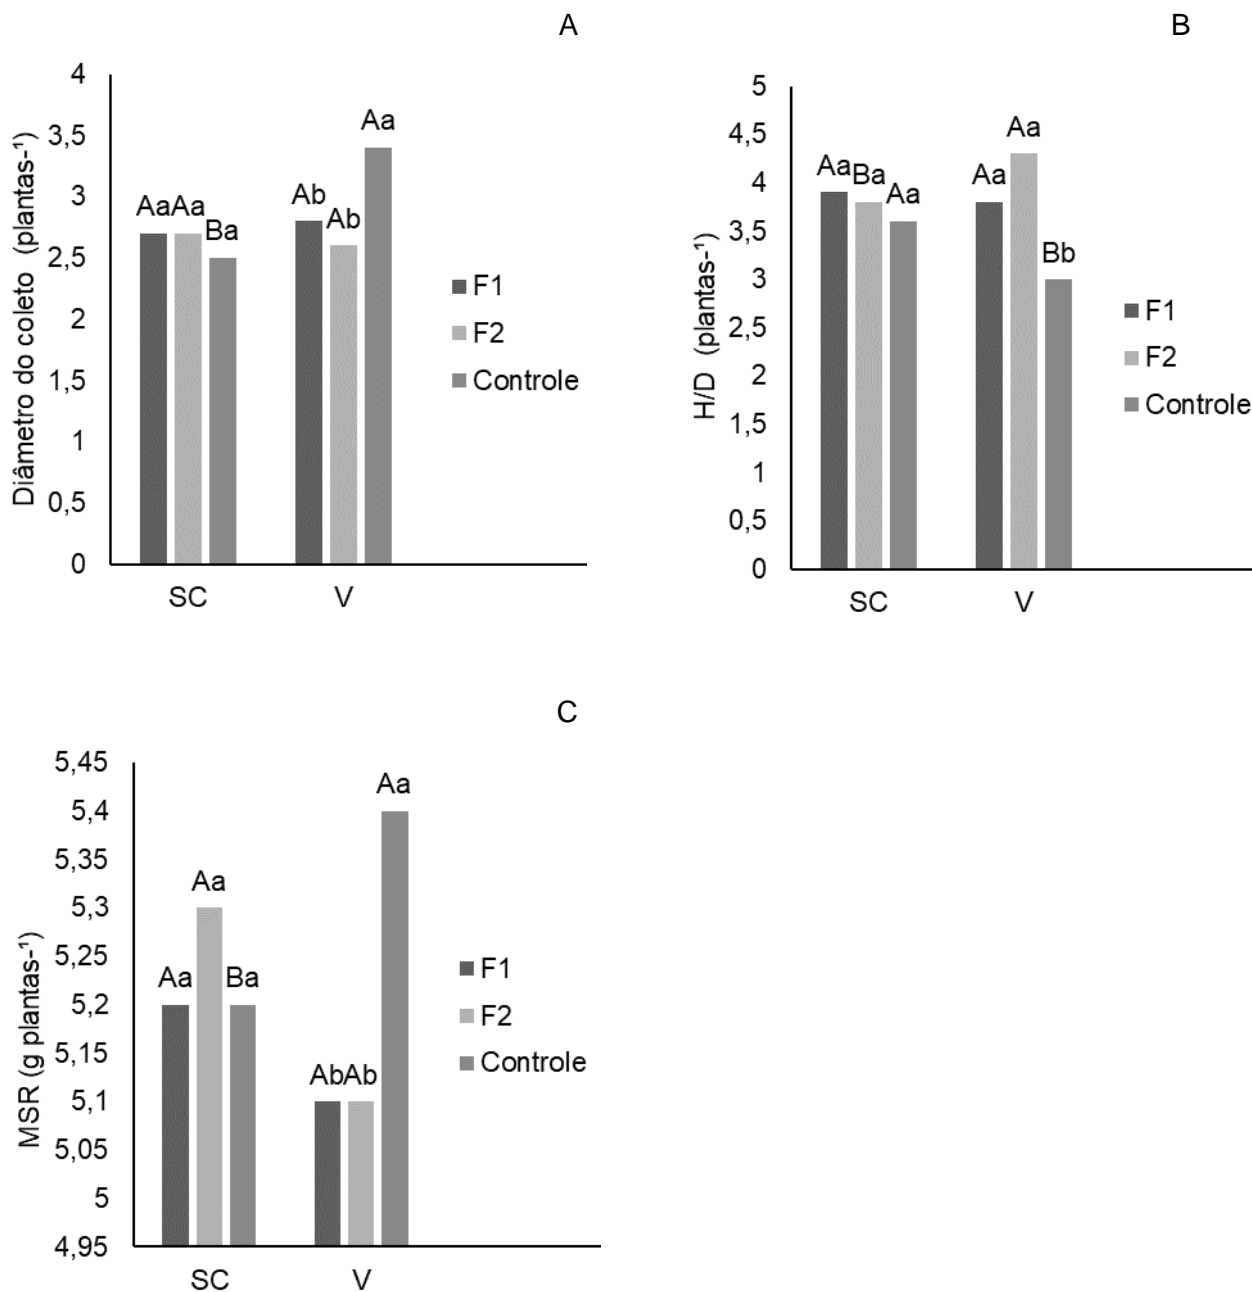 A
Diâmetro do coleto (plantas-¹)
4
3,5
3
2,5
2
1,5
1
0,5
0
Aa
Aa
Ba
Ab
Ab
Aa
SC
V
F1
F2
Controle
B
H/D (plantas-¹)
5
4,5
4
3,5
3
2,5
2
1,5
1
0,5
0
Aa
Ba
Aa
Aa
Aa
Bb
SC
V
F1
F2
Controle
C
MSR (g plantas-¹)
5,45
5,4
5,35
5,3
5,25
5,2
5,15
5,1
5,05
5
4,95
Aa
Aa
Ba
Ab
Ab
Aa
SC
V
F1
F2
Controle